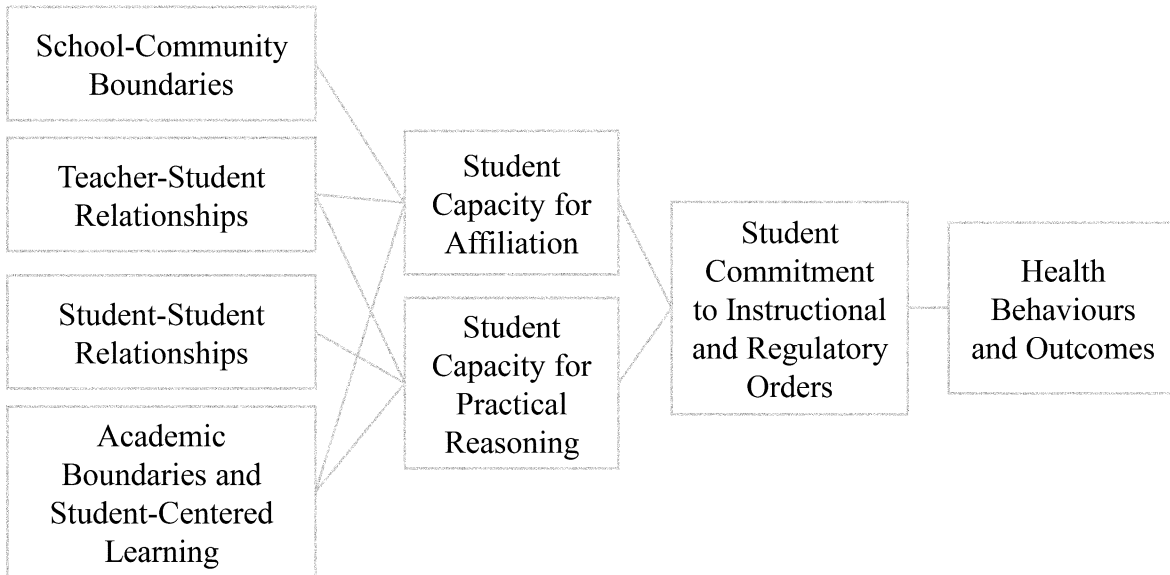 School-Community
Boundaries
Teacher-Student
Relationships
Student-Student
Relationships
Academic
Boundaries and
Student-Centered
Learning
Student
Capacity for
Affiliation
Student
Capacity for
Practical
Reasoning
Student
Commitment
to Instructional
and Regulatory
Orders
Health
Behaviours
and Outcomes